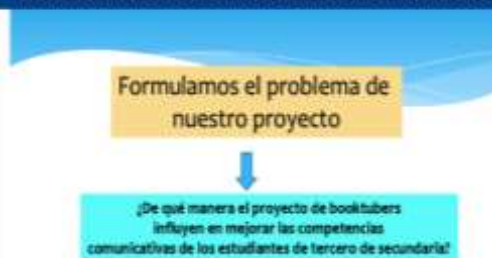 Formulamos el problema de
nuestro proyecto
¿De qué manera el proyecto de booktubers
influyen en mejorar las competencias
comunicativas de los estudiantes de tercero de secundaria?